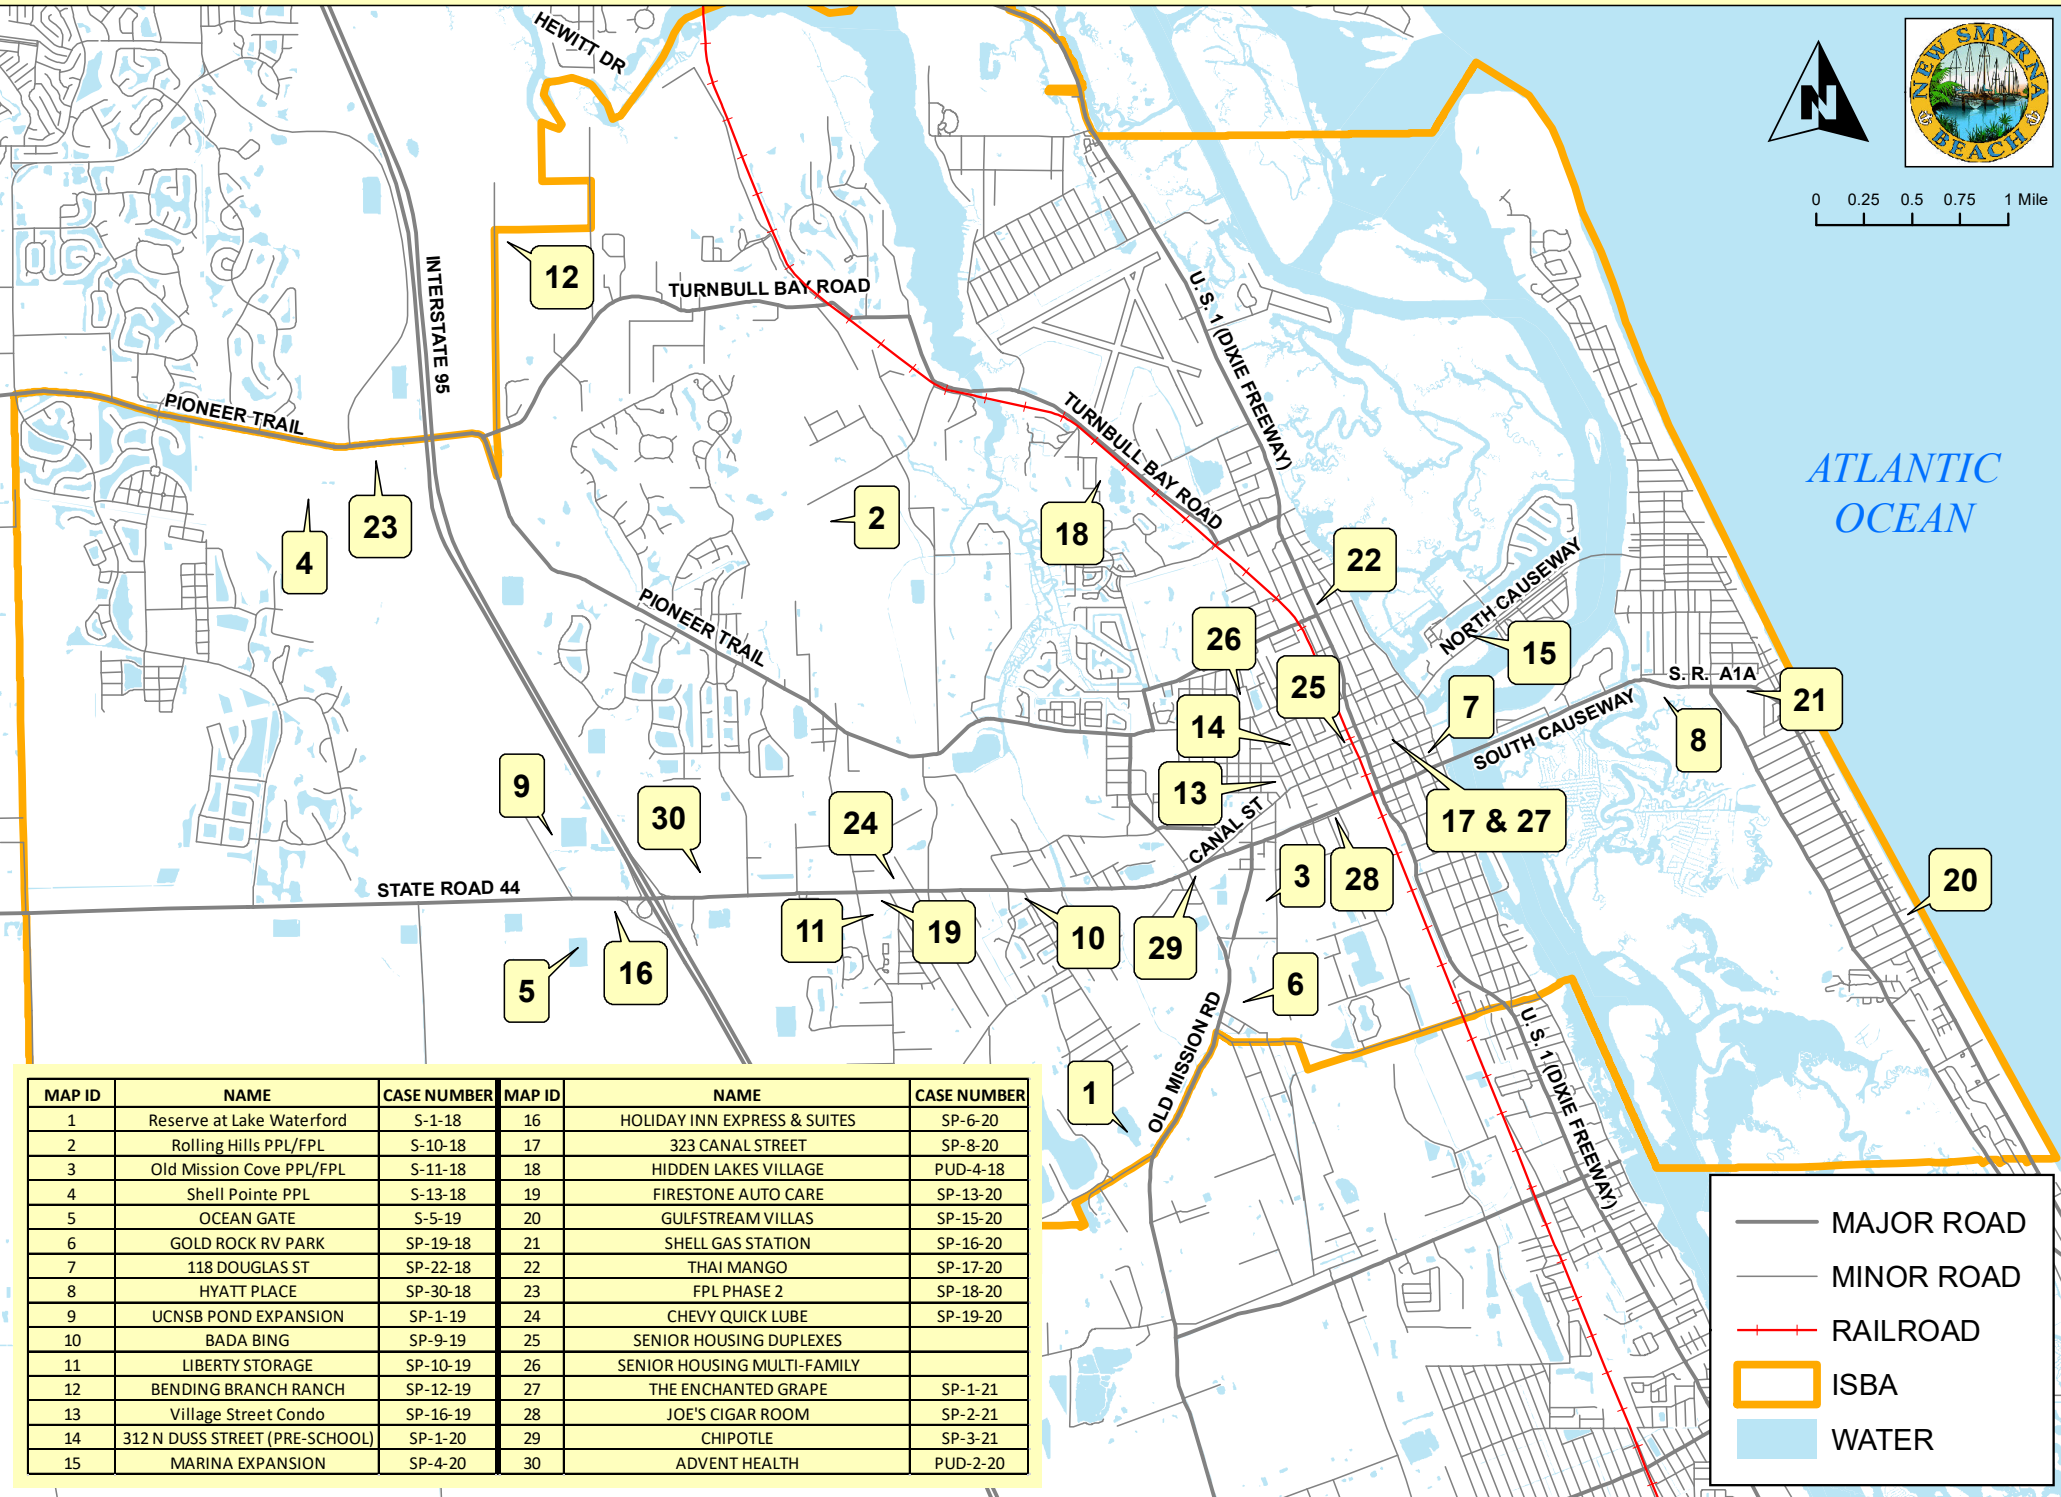 HEWITT DR
NEW SMYRNA
BEACH
N
0 0.25 0.5 0.75 1 Mile
12
INTERSTATE 95
TURNBULL BAY ROAD
U. S. 1 (DIXIE FREEWAY)
PIONEER TRAIL
TURNBULL BAY ROAD
ATLANTIC
OCEAN
4
23
2
18
22
NORTH CAUSEWAY
PIONEER TRAIL
26
15
25
S. R. A1A
21
14
7
8
SOUTH CAUSEWAY
9
13
30
24
CANAL ST
17 & 27
STATE ROAD 44
3
28
20
11
19
10
29
5
16
6
OLD MISSION RD
U. S. 1 (DIXIE FREEWAY)
1
MAP ID NAME CASE NUMBER MAP ID NAME CASE NUMBER
1 Reserve at Lake Waterford S-1-18 16 HOLIDAY INN EXPRESS & SUITES SP-6-20
2 Rolling Hills PPL/FPL S-10-18 17 323 CANAL STREET SP-8-20
3 Old Mission Cove PPL/FPL S-11-18 18 HIDDEN LAKES VILLAGE PUD-4-18
4 Shell Pointe PPL S-13-18 19 FIRESTONE AUTO CARE SP-13-20
5 OCEAN GATE S-5-19 20 GULFSTREAM VILLAS SP-15-20
6 GOLD ROCK RV PARK SP-19-18 21 SHELL GAS STATION SP-16-20
7 118 DOUGLAS ST SP-22-18 22 THAI MANGO SP-17-20
8 HYATT PLACE SP-30-18 23 FPL PHASE 2 SP-18-20
9 UCNSB POND EXPANSION SP-1-19 24 CHEVY QUICK LUBE SP-19-20
10 BADA BING SP-9-19 25 SENIOR HOUSING DUPLEXES
11 LIBERTY STORAGE SP-10-19 26 SENIOR HOUSING MULTI-FAMILY
12 BENDING BRANCH RANCH SP-12-19 27 THE ENCHANTED GRAPE SP-1-21
13 Village Street Condo SP-16-19 28 JOE'S CIGAR ROOM SP-2-21
14 312 N DUSS STREET (PRE-SCHOOL) SP-1-20 29 CHIPOTLE SP-3-21
15 MARINA EXPANSION SP-4-20 30 ADVENT HEALTH PUD-2-20
MAJOR ROAD
MINOR ROAD
RAILROAD
ISBA
WATER